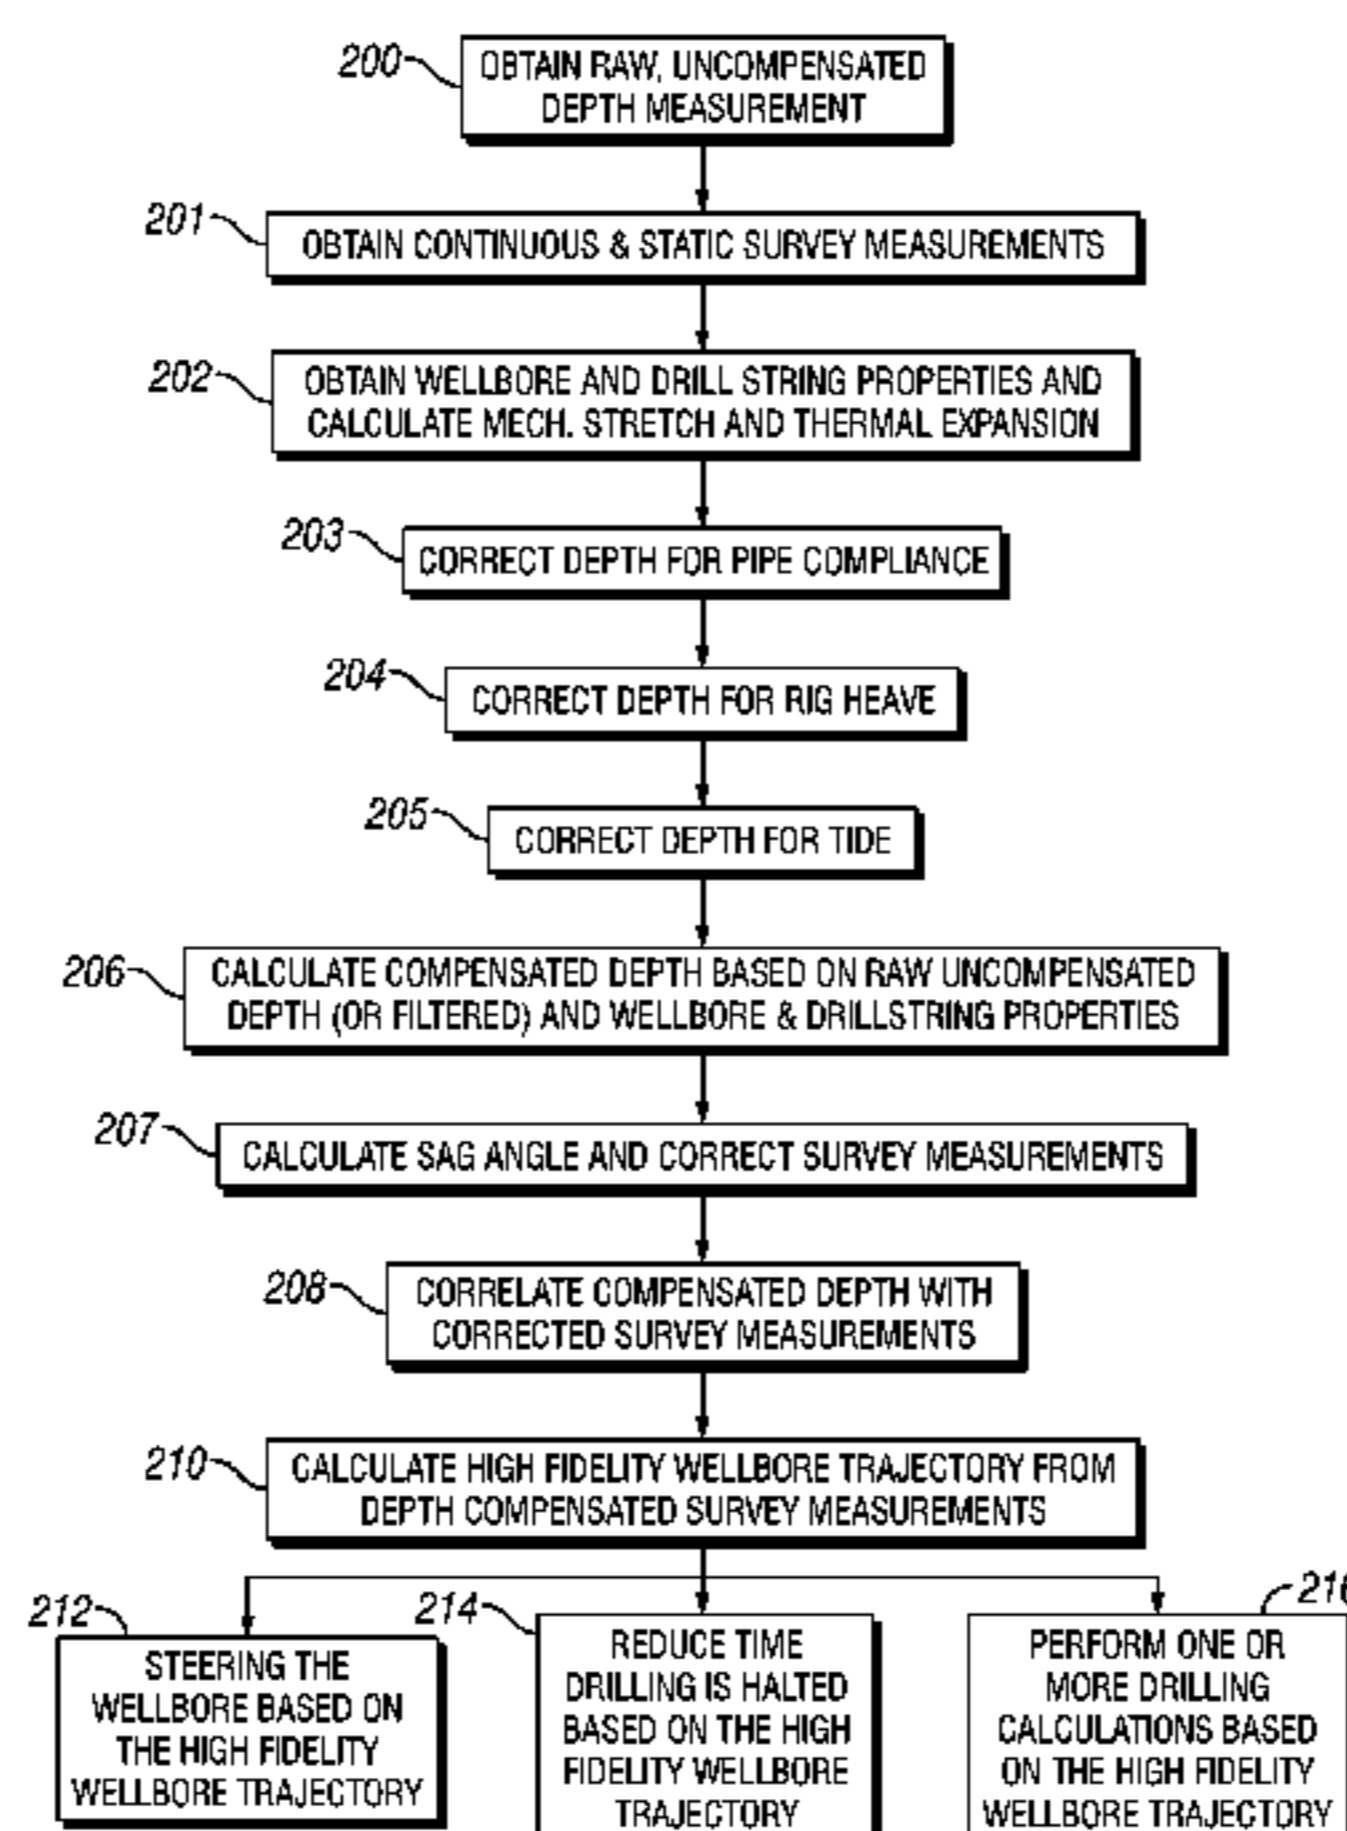 200
OBTAIN RAW, UNCOMPENSATED
DEPTH MEASUREMENT
201
OBTAIN CONTINUOUS & STATIC SURVEY MEASUREMENTS
202
OBTAIN WELLBORE AND DRILL STRING PROPERTIES AND
CALCULATE MECH. STRETCH AND THERMAL EXPANSION
203
CORRECT DEPTH FOR PIPE COMPLIANCE
204
CORRECT DEPTH FOR RIG HEAVE
205
CORRECT DEPTH FOR TIDE
206
CALCULATE COMPENSATED DEPTH BASED ON RAW UNCOMPENSATED
DEPTH (OR FILTERED) AND WELLBORE & DRILLSTRING PROPERTIES
207
CALCULATE SAG ANGLE AND CORRECT SURVEY MEASUREMENTS
208
CORRELATE COMPENSATED DEPTH WITH
CORRECTED SURVEY MEASUREMENTS
210
CALCULATE HIGH FIDELITY WELLBORE TRAJECTORY FROM
DEPTH COMPENSATED SURVEY MEASUREMENTS
212
STEERING THE
WELLBORE BASED ON
THE HIGH FIDELITY
WELLBORE TRAJECTORY
214
REDUCE TIME
DRILLING IS HALTED
BASED ON THE HIGH
FIDELITY WELLBORE
TRAJECTORY
216
PERFORM ONE OR
MORE DRILLING
CALCULATIONS BASED
ON THE HIGH FIDELITY
WELLBORE TRAJECTORY